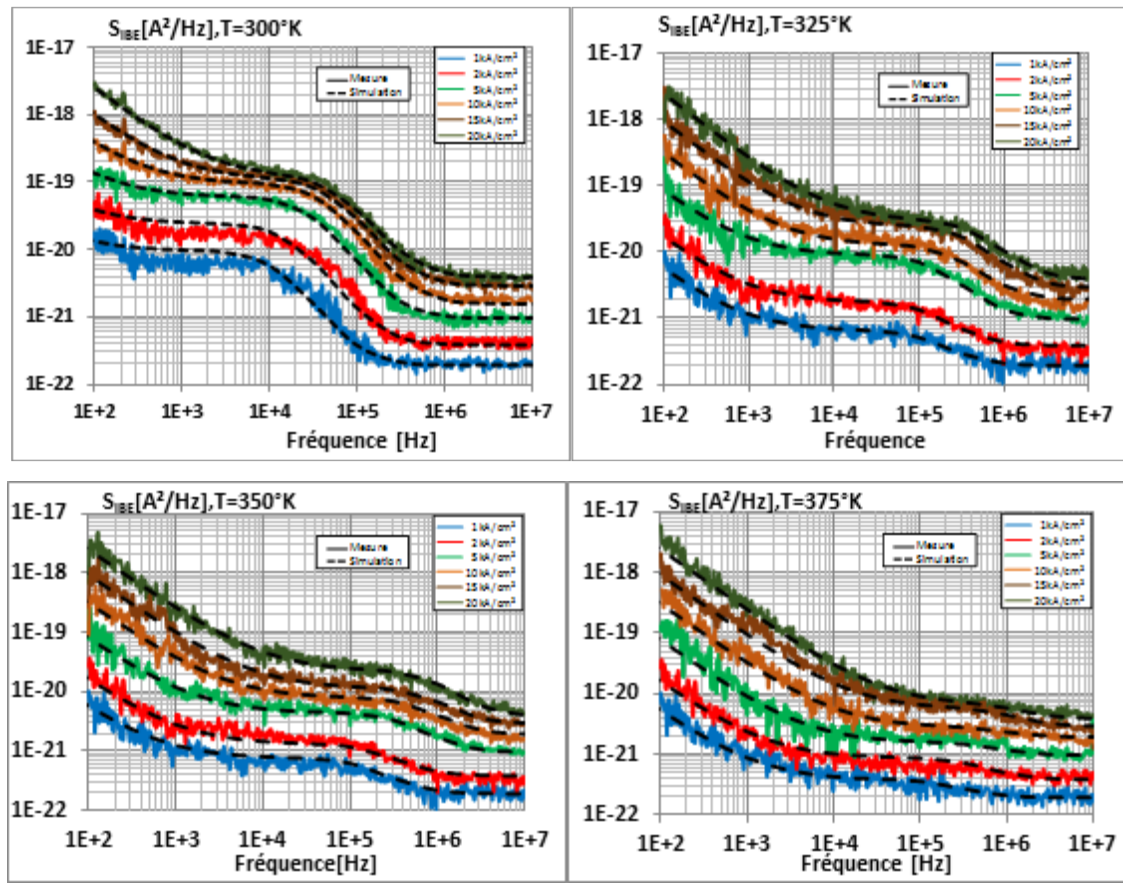 S_IBE[A²/Hz],T=300°K
1E-17
1E-18
1E-19
1E-20
1E-21
1E-22
1E+2 1E+3 1E+4 1E+5 1E+6 1E+7
Fréquence [Hz]
Mesure
Simulation
1kA/cm²
2kA/cm²
5kA/cm²
10kA/cm²
15kA/cm²
20kA/cm²
S_IBE[A²/Hz],T=325°K
1E-17
1E-18
1E-19
1E-20
1E-21
1E-22
1E+2 1E+3 1E+4 1E+5 1E+6 1E+7
Fréquence
Mesure
Simulation
1kA/cm²
2kA/cm²
5kA/cm²
10kA/cm²
15kA/cm²
20kA/cm²
S_IBE[A²/Hz],T=350°K
1E-17
1E-18
1E-19
1E-20
1E-21
1E-22
1E+2 1E+3 1E+4 1E+5 1E+6 1E+7
Fréquence[Hz]
Mesure
Simulation
1kA/cm²
2kA/cm²
5kA/cm²
10kA/cm²
15kA/cm²
20kA/cm²
S_IBE[A²/Hz],T=375°K
1E-17
1E-18
1E-19
1E-20
1E-21
1E-22
1E+2 1E+3 1E+4 1E+5 1E+6 1E+7
Fréquence [Hz]
Mesure
Simulation
1kA/cm²
2kA/cm²
5kA/cm²
10kA/cm²
15kA/cm²
20kA/cm²